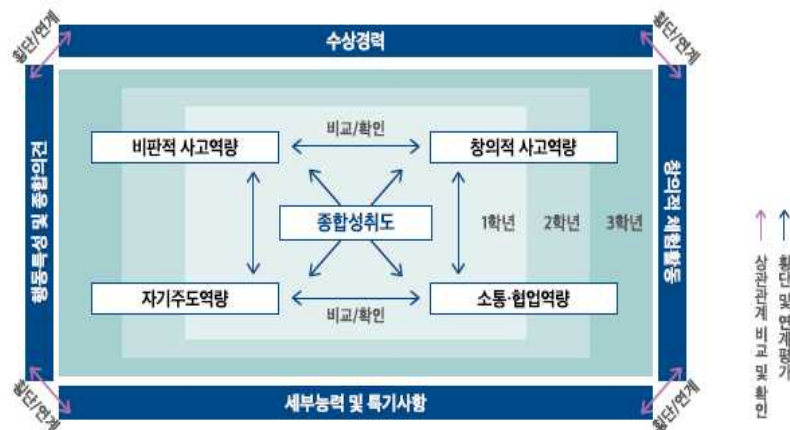 횡단/연계
수상경력
횡단/연계
행동특성 및 종합의견
비판적 사고역량
비교/확인
창의적 사고역량
종합성취도
1학년
2학년
3학년
자기주도역량
비교/확인
소통·협업역량
창의적 체험활동
횡단/연계
세부능력 및 특기사항
횡단/연계
상관관계 비교 및 확인
횡단 및 연계평가